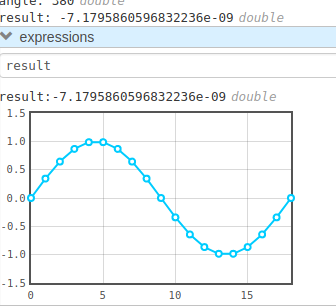 angle: 380 double
result: -7.1795860596832236e-09 double
expressions
result
result:-7.1795860596832236e-09 double
1.5
1.0
0.5
0.0
-0.5
-1.0
-1.5
0 5 10 15